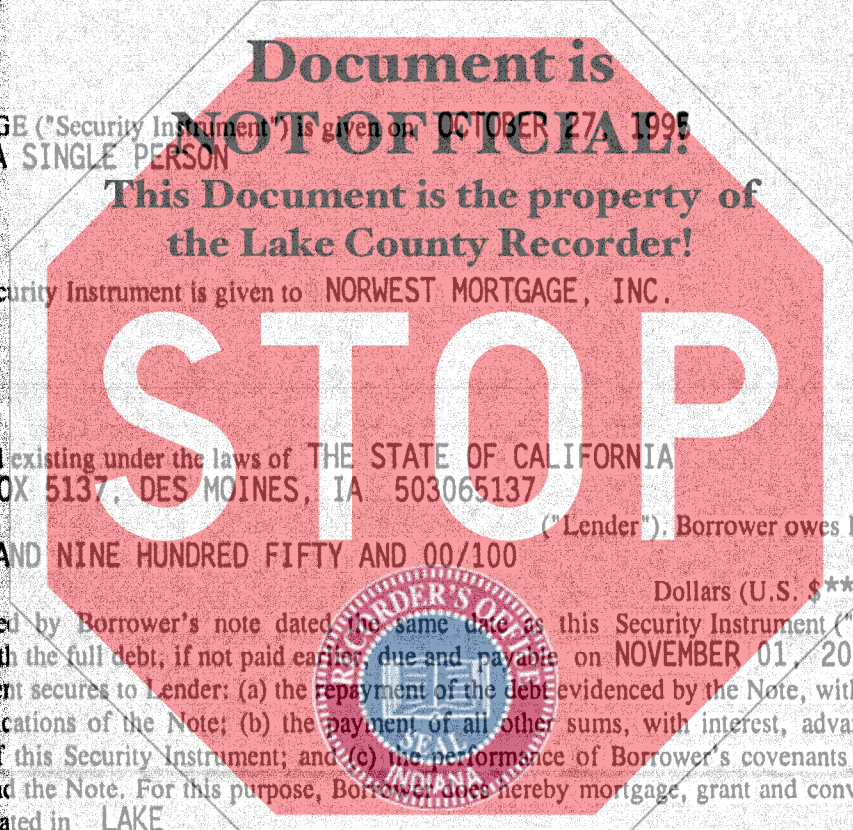 Document is
GE ("Security Instrument") is given on OCTOBER 27, 1995
NOT OFFICIAL!
A SINGLE PERSON
This Document is the property of
the Lake County Recorder!
curity Instrument is given to NORWEST MORTGAGE, INC.
STOP
existing under the laws of THE STATE OF CALIFORNIA
OX 5137, DES MOINES, IA 503065137
("Lender"). Borrower owes
AND NINE HUNDRED FIFTY AND 00/100
Dollars (U.S. $**
ed by Borrower's note dated the same date as this Security Instrument ("
th the full debt, if not paid earlier, due and payable on NOVEMBER 01, 20
nt secures to Lender: (a) the repayment of the debt evidenced by the Note, with
cations of the Note; (b) the payment of all other sums, with interest, advan
f this Security Instrument; and (c) the performance of Borrower's covenants
d the Note. For this purpose, Borrower does hereby mortgage, grant and conv
ated in LAKE
RECORDER'S OFFICE
SEAL
INDIANA